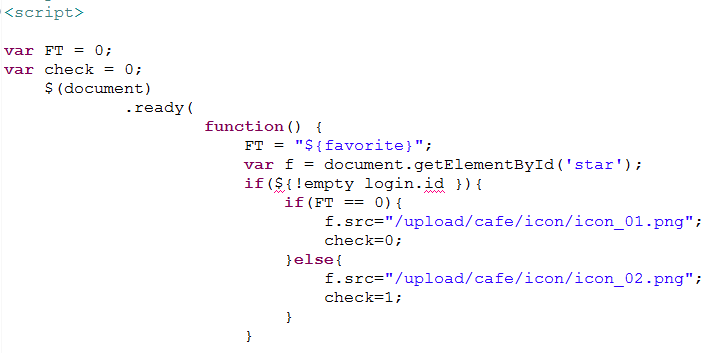 <script>
var FT = 0;
var check = 0;
$(document)
.ready(
function() {
FT = "${favorite}";
var f = document.getElementById('star');
if(${!empty login.id }){
if(FT == 0){
f.src="/upload/cafe/icon/icon_01.png";
check=0;
}else{
f.src="/upload/cafe/icon/icon_02.png";
check=1;
}
}